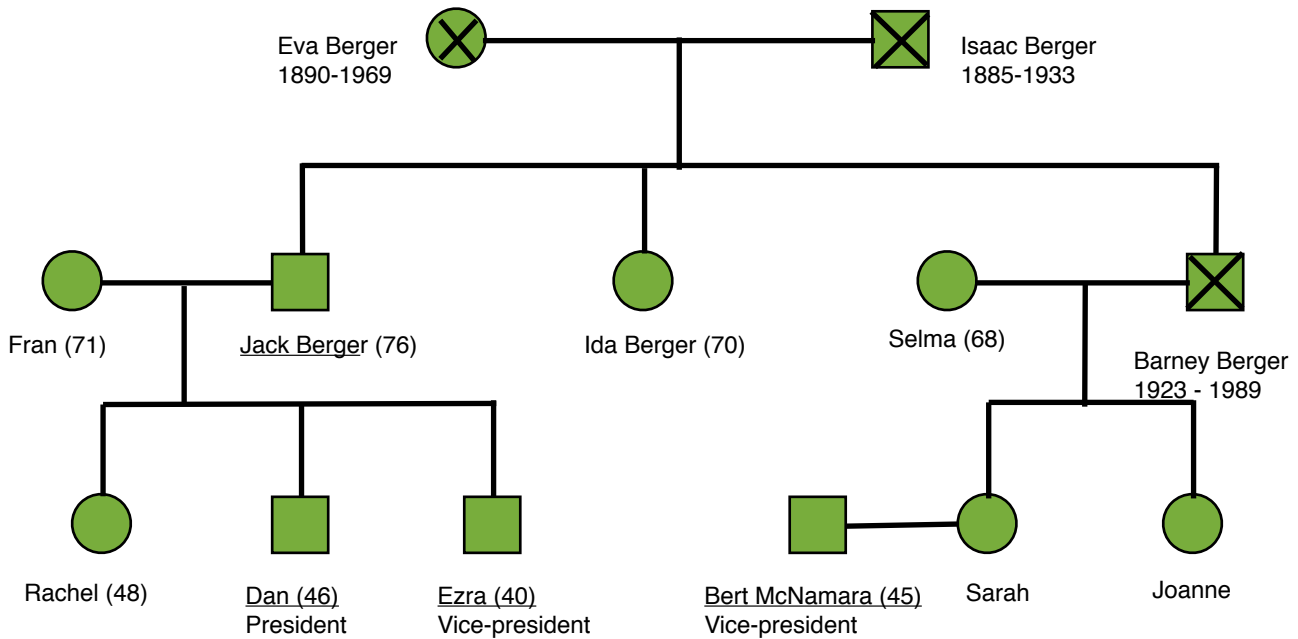 Eva Berger
1890-1969
Isaac Berger
1885-1933
Fran (71)
Jack Berger (76)
Ida Berger (70)
Selma (68)
Barney Berger
1923 - 1989
Rachel (48)
Dan (46)
President
Ezra (40)
Vice-president
Bert McNamara (45)
Vice-president
Sarah
Joanne